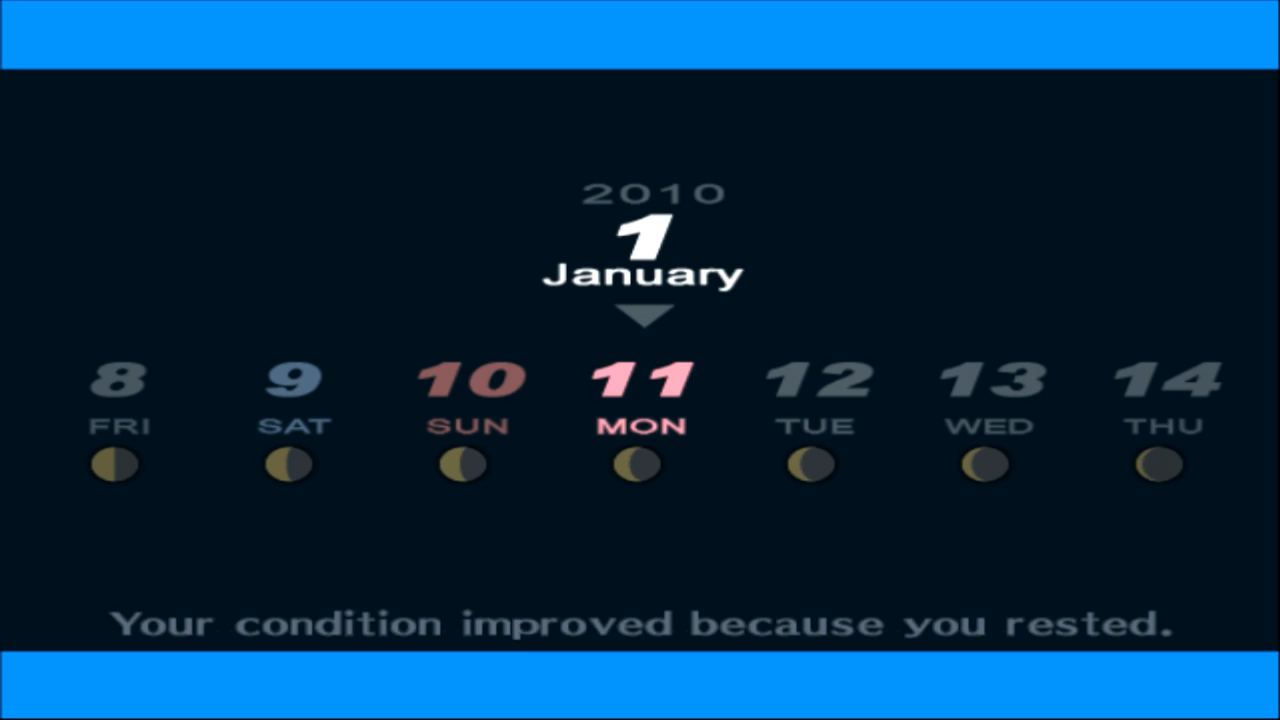 2010
1
January
8 9 10 11 12 13 14
FRI SAT SUN MON TUE WED THU
Your condition improved because you rested.